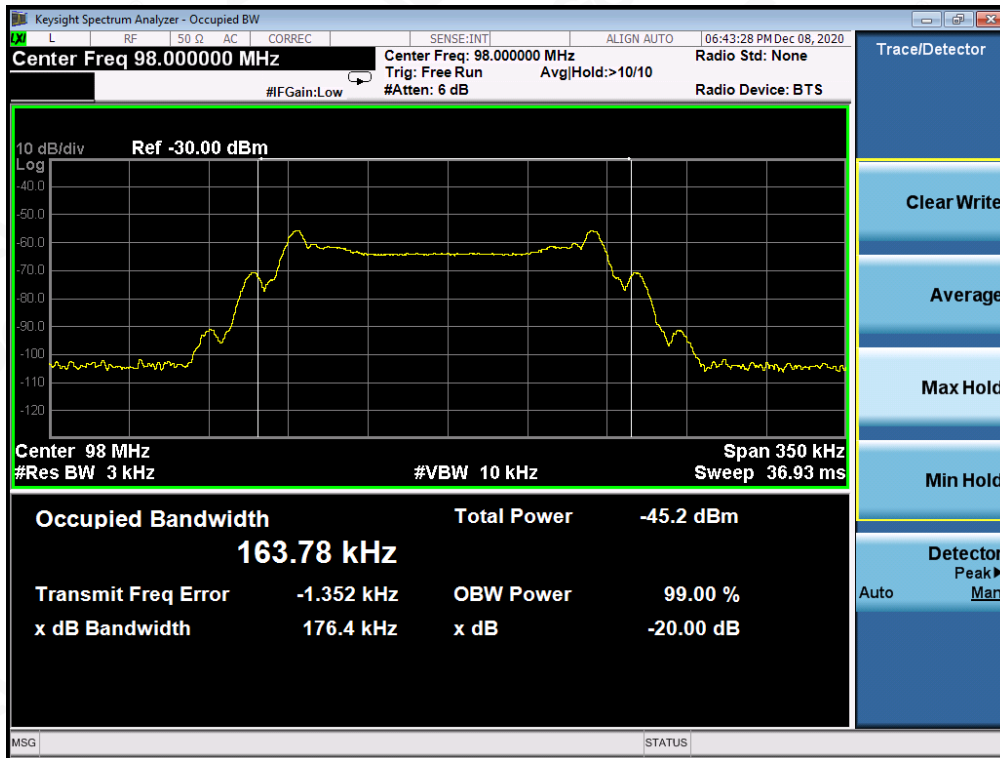 Keysight Spectrum Analyzer - Occupied BW
LXI L RF 50 Ω AC CORREC SENSE:INT ALIGN AUTO 06:43:28 PM Dec 08, 2020
Center Freq 98.000000 MHz
Center Freq: 98.000000 MHz
Radio Std: None
Trig: Free Run Avg|Hold:>10/10
#IFGain:Low
#Atten: 6 dB
Radio Device: BTS
Trace/Detector
10 dB/div Ref -30.00 dBm
Log
-40.0
-50.0
-60.0
-70.0
-80.0
-90.0
-100
-110
-120
Center 98 MHz Span 350 kHz
#Res BW 3 kHz #VBW 10 kHz Sweep 36.93 ms
Occupied Bandwidth Total Power -45.2 dBm
163.78 kHz
Transmit Freq Error -1.352 kHz OBW Power 99.00 %
x dB Bandwidth 176.4 kHz x dB -20.00 dB
Clear Write
Average
Max Hold
Min Hold
Detector
Peak
Auto Man
MSG STATUS